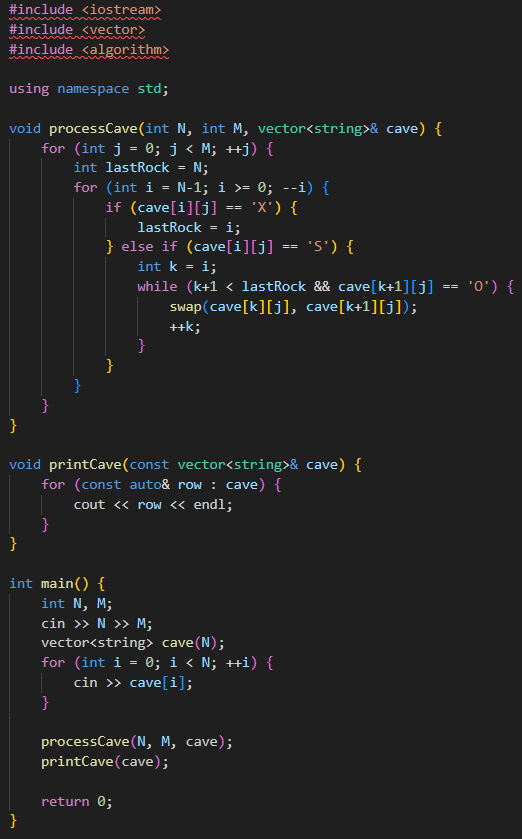 #include <iostream>
#include <vector>
#include <algorithm>

using namespace std;

void processCave(int N, int M, vector<string>& cave) {
    for (int j = 0; j < M; ++j) {
        int lastRock = N;
        for (int i = N-1; i >= 0; --i) {
            if (cave[i][j] == 'X') {
                lastRock = i;
            } else if (cave[i][j] == 'S') {
                int k = i;
                while (k+1 < lastRock && cave[k+1][j] == 'O') {
                    swap(cave[k][j], cave[k+1][j]);
                    ++k;
                }
            }
        }
    }
}

void printCave(const vector<string>& cave) {
    for (const auto& row : cave) {
        cout << row << endl;
    }
}

int main() {
    int N, M;
    cin >> N >> M;
    vector<string> cave(N);
    for (int i = 0; i < N; ++i) {
        cin >> cave[i];
    }

    processCave(N, M, cave);
    printCave(cave);

    return 0;
}